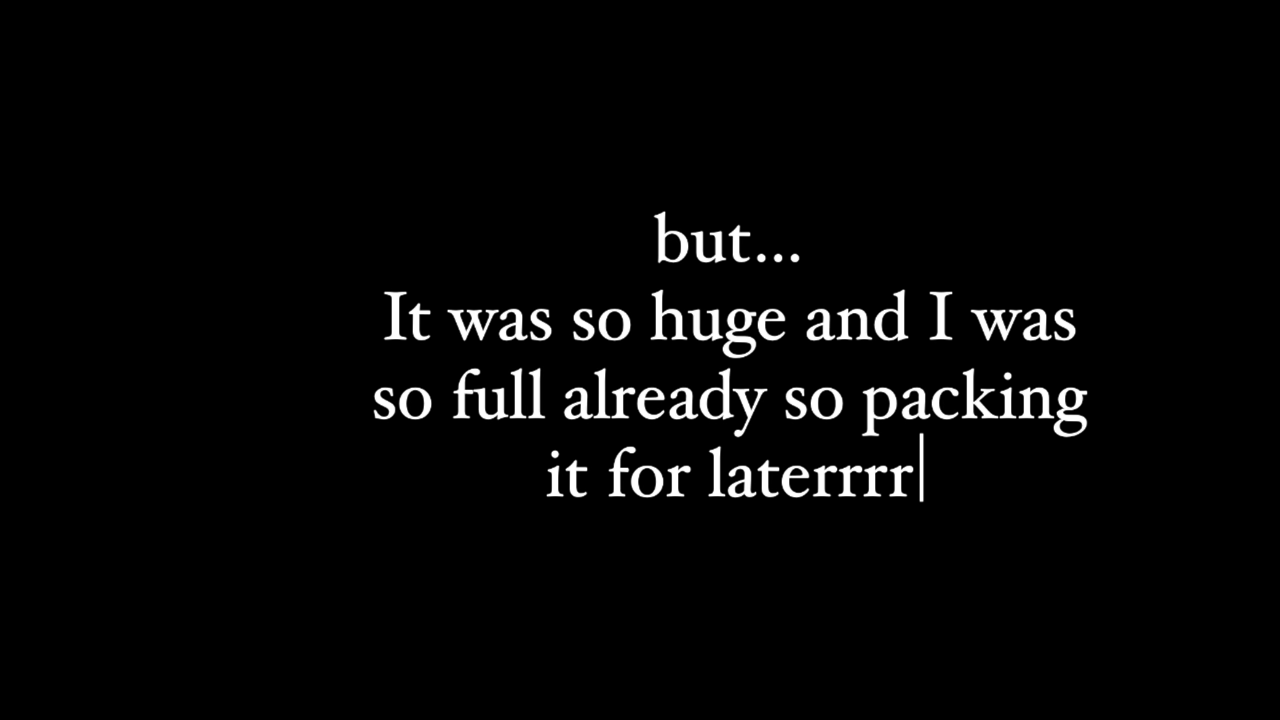 but...
It was so huge and I was
so full already so packing
it for laterrrr